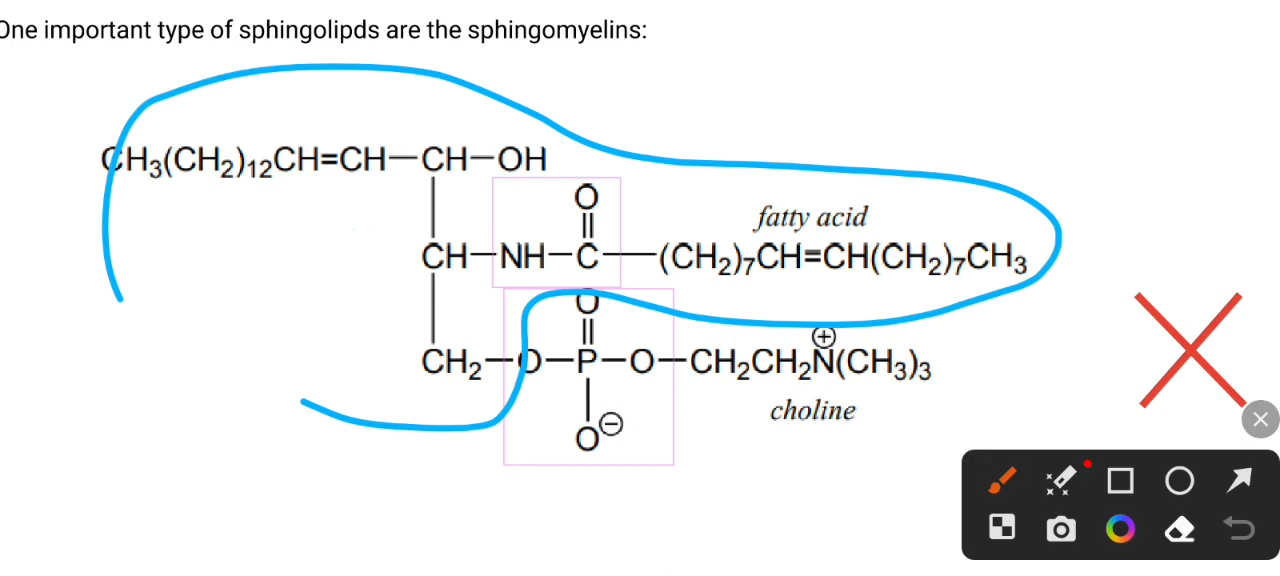 One important type of sphingolipds are the sphingomyelins:
CH₃(CH₂)₁₂CH=CH—CH—OH
O
fatty acid
CH—NH—C—(CH₂)₇CH=CH(CH₂)₇CH₃
O
⊕
CH₂—O—P—O—CH₂CH₂N(CH₃)₃
choline
O⊖